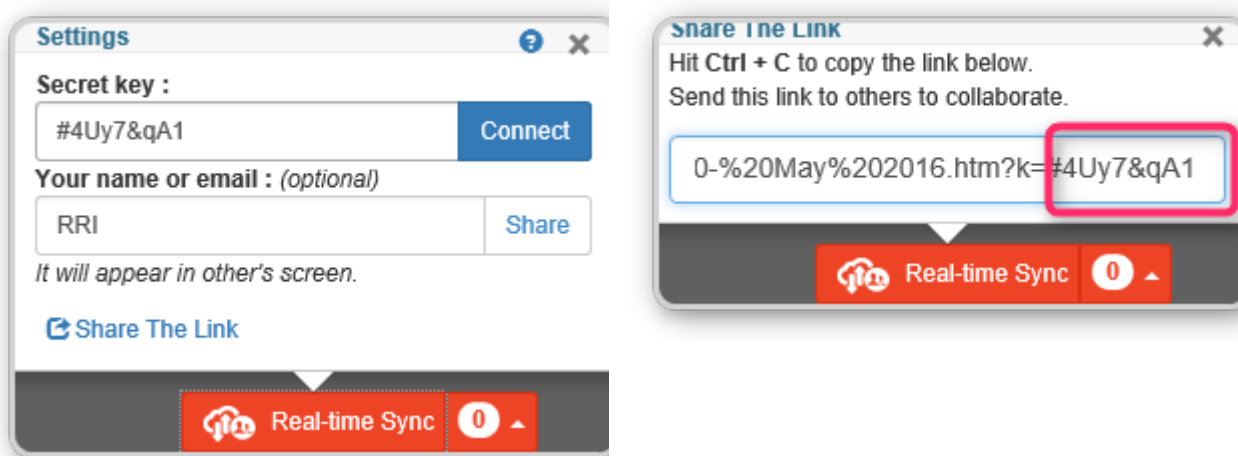 Settings
Secret key :
#4Uy7&qA1
Connect
Your name or email : (optional)
RRI
Share
It will appear in other's screen.
Share The Link
Real-time Sync 0
Share The Link
Hit Ctrl + C to copy the link below.
Send this link to others to collaborate.
0-%20May%202016.htm?k=#4Uy7&qA1
Real-time Sync 0